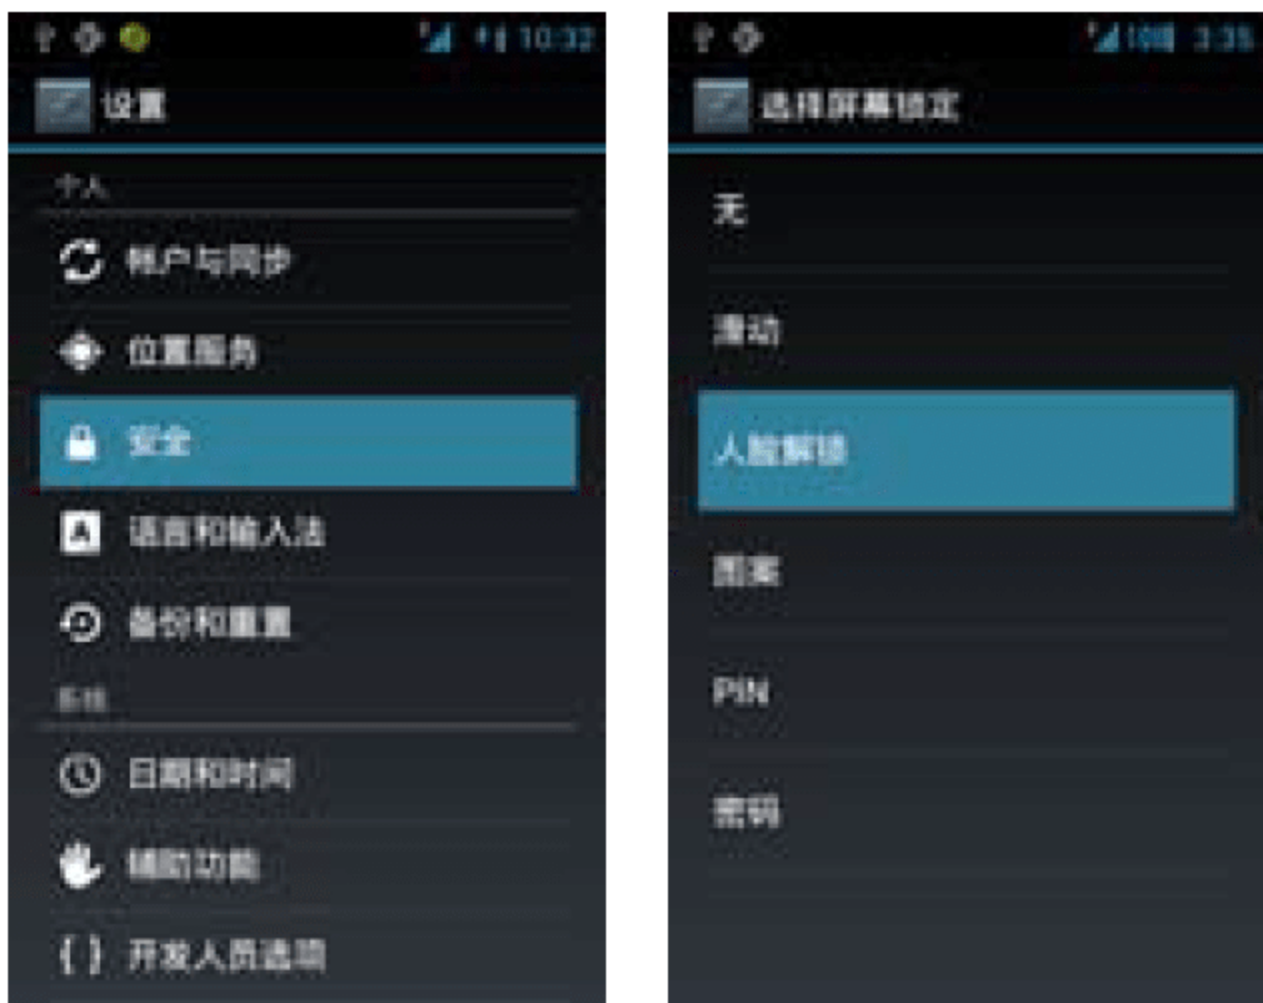 10:32
设置
个人
帐户与同步
位置服务
安全
A 语言和输入法
备份和重置
系统
日期和时间
辅助功能
{ } 开发人员选项
100 3:35
选择屏幕锁定
无
滑动
人脸解锁
图案
PIN
密码